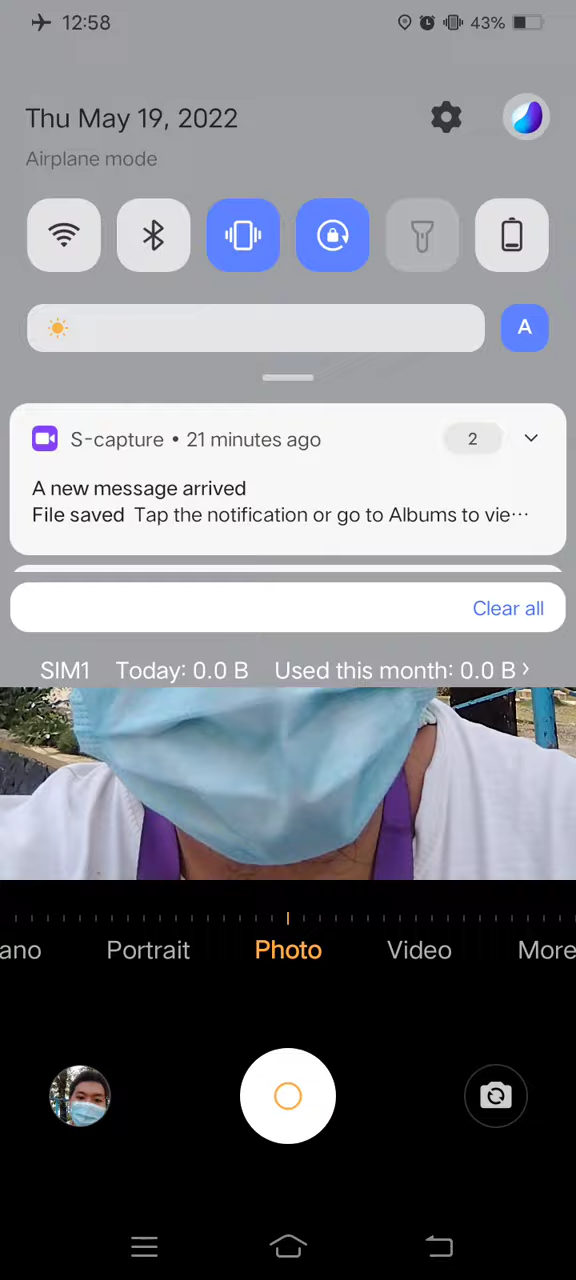 12:58 43%
Thu May 19, 2022
Airplane mode
A
S-capture • 21 minutes ago 2
A new message arrived
File saved Tap the notification or go to Albums to vie···
Clear all
SIM1 Today: 0.0 B Used this month: 0.0 B ›
ano Portrait Photo Video More